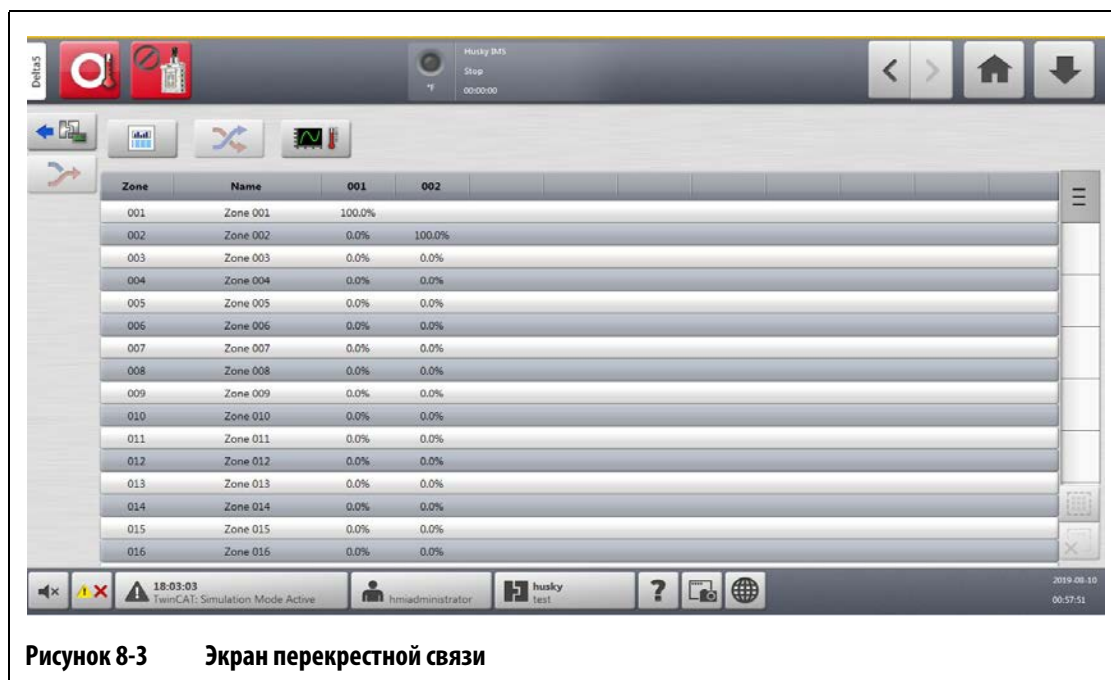 Delta5
Husky IMS
Stop
°F 00:00:00
Zone Name 001 002
001 Zone 001 100.0%
002 Zone 002 0.0% 100.0%
003 Zone 003 0.0% 0.0%
004 Zone 004 0.0% 0.0%
005 Zone 005 0.0% 0.0%
006 Zone 006 0.0% 0.0%
007 Zone 007 0.0% 0.0%
008 Zone 008 0.0% 0.0%
009 Zone 009 0.0% 0.0%
010 Zone 010 0.0% 0.0%
011 Zone 011 0.0% 0.0%
012 Zone 012 0.0% 0.0%
013 Zone 013 0.0% 0.0%
014 Zone 014 0.0% 0.0%
015 Zone 015 0.0% 0.0%
016 Zone 016 0.0% 0.0%
18:03:03
TwinCAT: Simulation Mode Active
hmiadministrator
husky
test
?
2019-08-10
00:57:51
Рисунок 8-3 Экран перекрестной связи